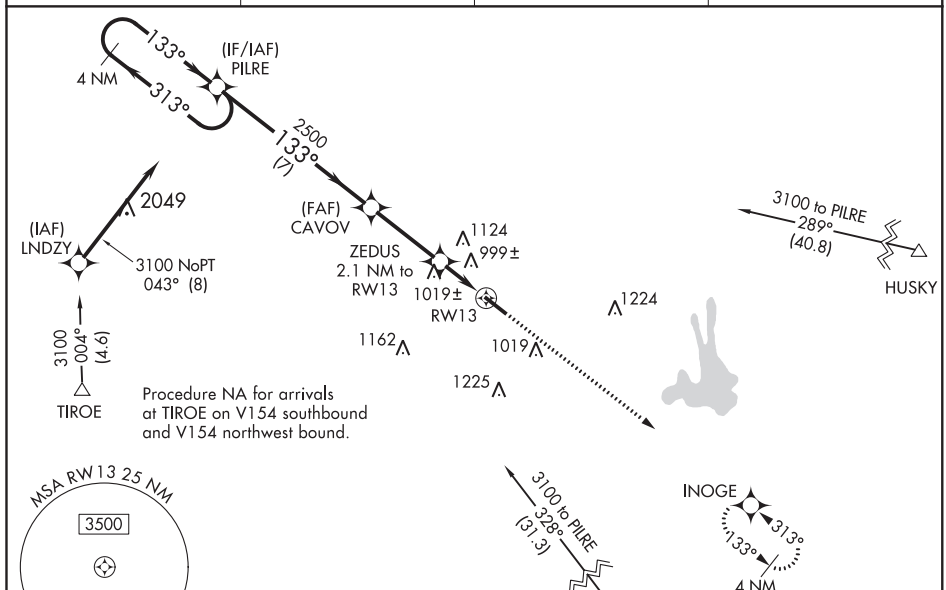 133°
313°
4 NM
(IF/IAF)
PILRE
2500
133°
(7)
(FAF)
CAVOV
2049
(IAF)
LNDZY
3100 NoPT
043° (8)
3100
004°
(4.6)
TIROE
ZEDUS
2.1 NM to
RW13
1124
999±
1019±
RW13
1162
1225
1019
1224
3100 to PILRE
289°
(40.8)
HUSKY
Procedure NA for arrivals
at TIROE on V154 southbound
and V154 northwest bound.
MSA RW13 25 NM
3500
3100 to PILRE
328°
(31.3)
INOGE
133°
313°
4 NM